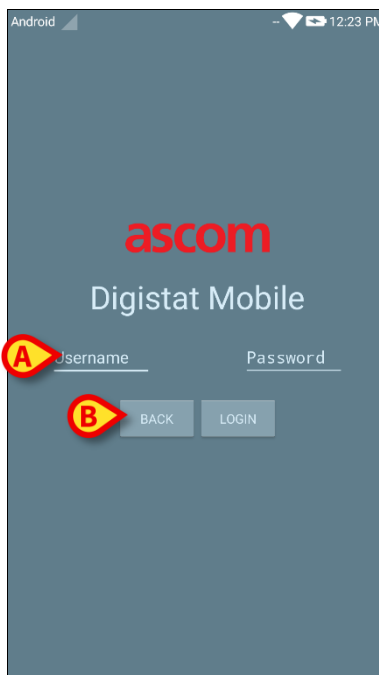 Android -- 12:23 PM
ascom
Digistat Mobile
A Username Password
B BACK LOGIN